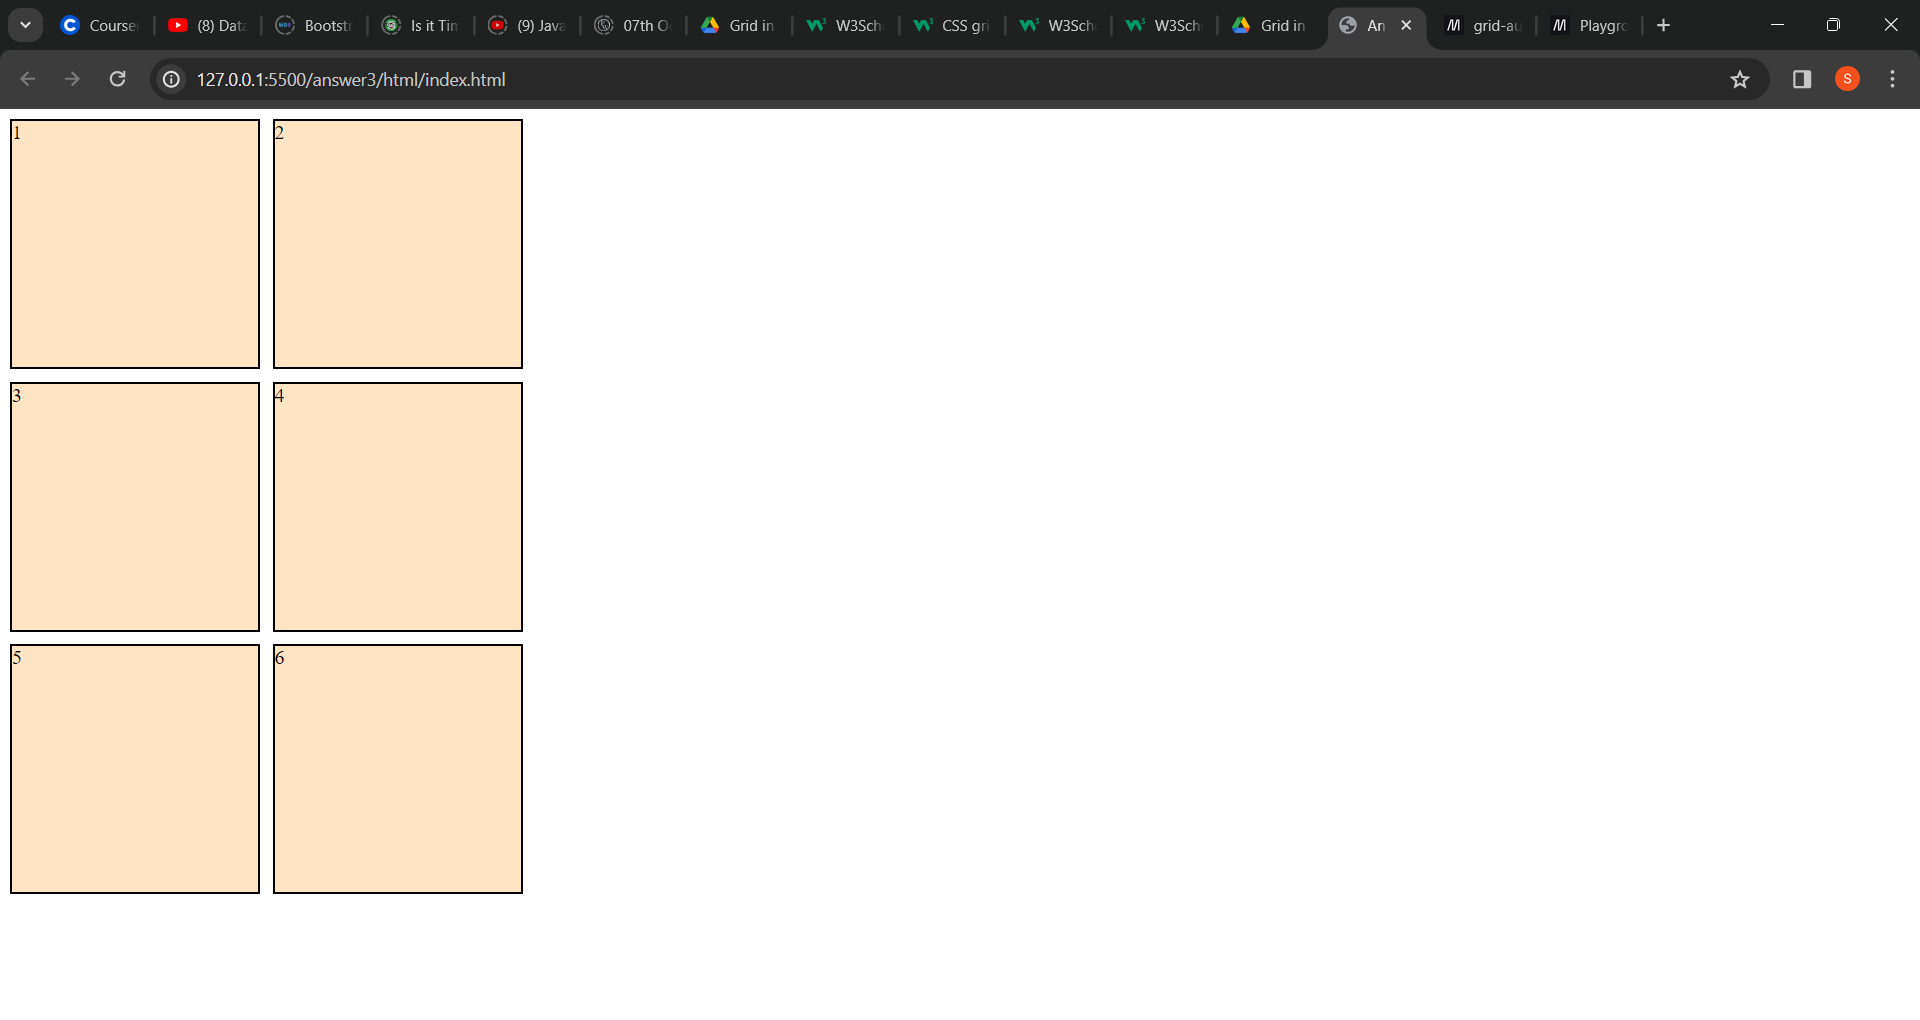 Course (8) Data Bootstr Is it Tim (9) Java 07th O Grid in W3Sch CSS gri W3Sch W3Sch Grid in An grid-au Playgro
127.0.0.1:5500/answer3/html/index.html S
1 2
3 4
5 6